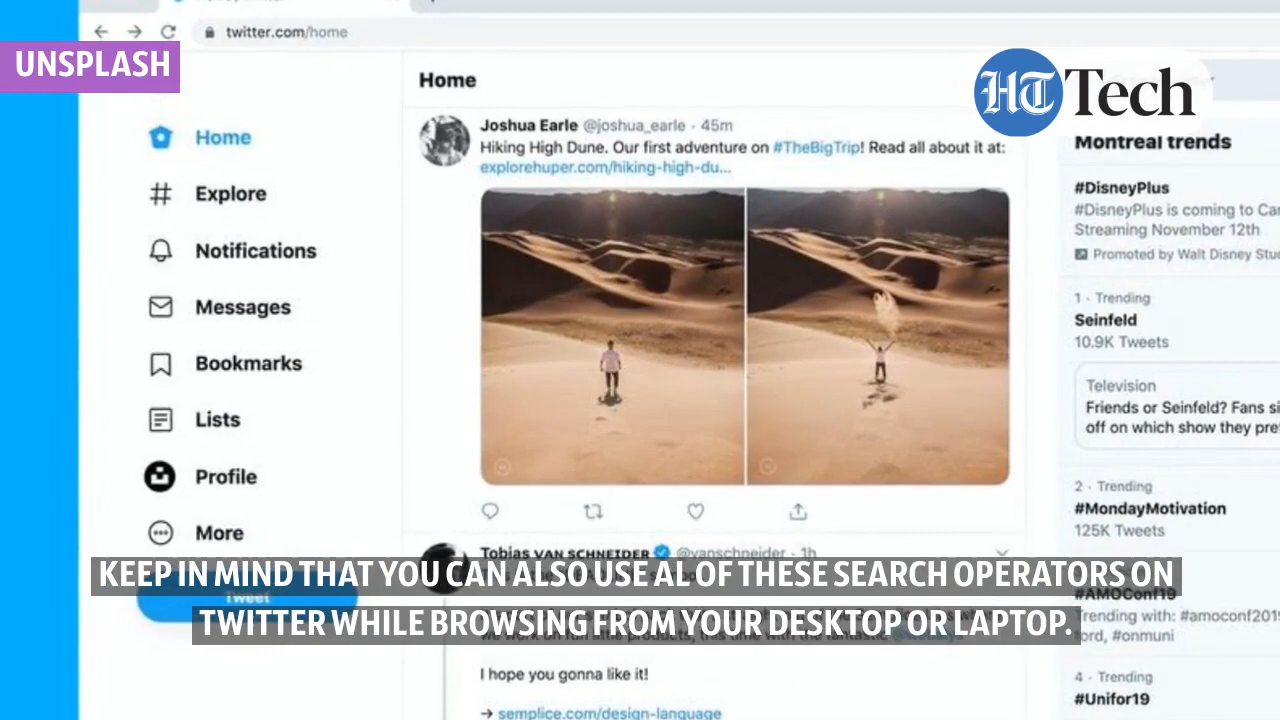 twitter.com/home
UNSPLASH
HT Tech
Home
Explore
Notifications
Messages
Bookmarks
Lists
Profile
More
Tweet
Home
Joshua Earle @joshua_earle · 45m
Hiking High Dune. Our first adventure on #TheBigTrip! Read all about it at:
explorehuper.com/hiking-high-du...
Tobias VAN SCHNEIDER @vanschneider · 1h
KEEP IN MIND THAT YOU CAN ALSO USE AL OF THESE SEARCH OPERATORS ON
TWITTER WHILE BROWSING FROM YOUR DESKTOP OR LAPTOP.
I hope you gonna like it!
→ semplice.com/design-language
Montreal trends
#DisneyPlus
#DisneyPlus is coming to Ca
Streaming November 12th
Promoted by Walt Disney Stu
1 · Trending
Seinfeld
10.9K Tweets
Television
Friends or Seinfeld? Fans si
off on which show they pre
2 · Trending
#MondayMotivation
125K Tweets
#AMOConf19
Trending with: #amoconf201
ford, #onmuni
4 · Trending
#Unifor19